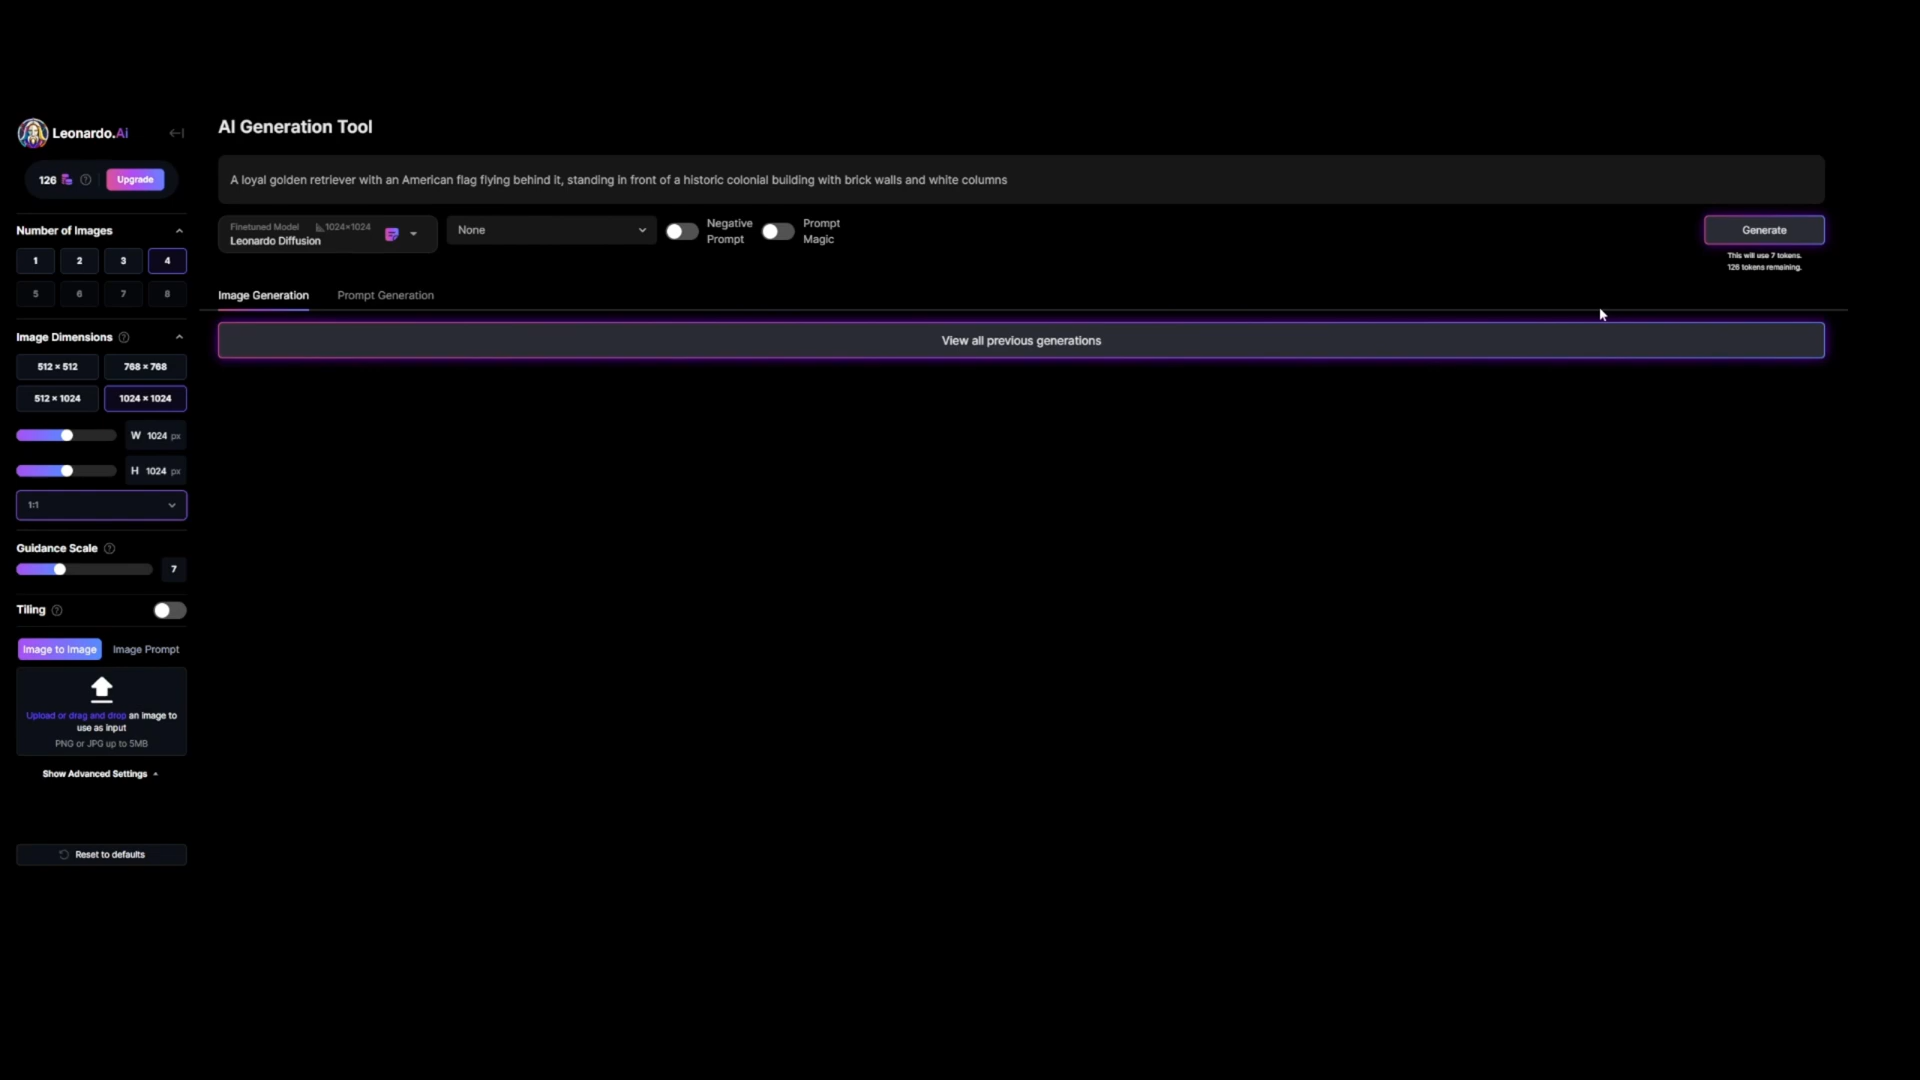 Leonardo.Ai
126
Upgrade
Number of Images
1 2 3 4
5 6 7 8
Image Dimensions
512 × 512 768 × 768
512 × 1024 1024 × 1024
W 1024 px
H 1024 px
1:1
Guidance Scale
7
Tiling
Image to Image Image Prompt
Upload or drag and drop an image to
use as input
PNG or JPG up to 5MB
Show Advanced Settings
Reset to defaults
AI Generation Tool
A loyal golden retriever with an American flag flying behind it, standing in front of a historic colonial building with brick walls and white columns
Finetuned Model 1024×1024
Leonardo Diffusion
None
Negative
Prompt
Prompt
Magic
Generate
This will use 7 tokens.
126 tokens remaining.
Image Generation Prompt Generation
View all previous generations